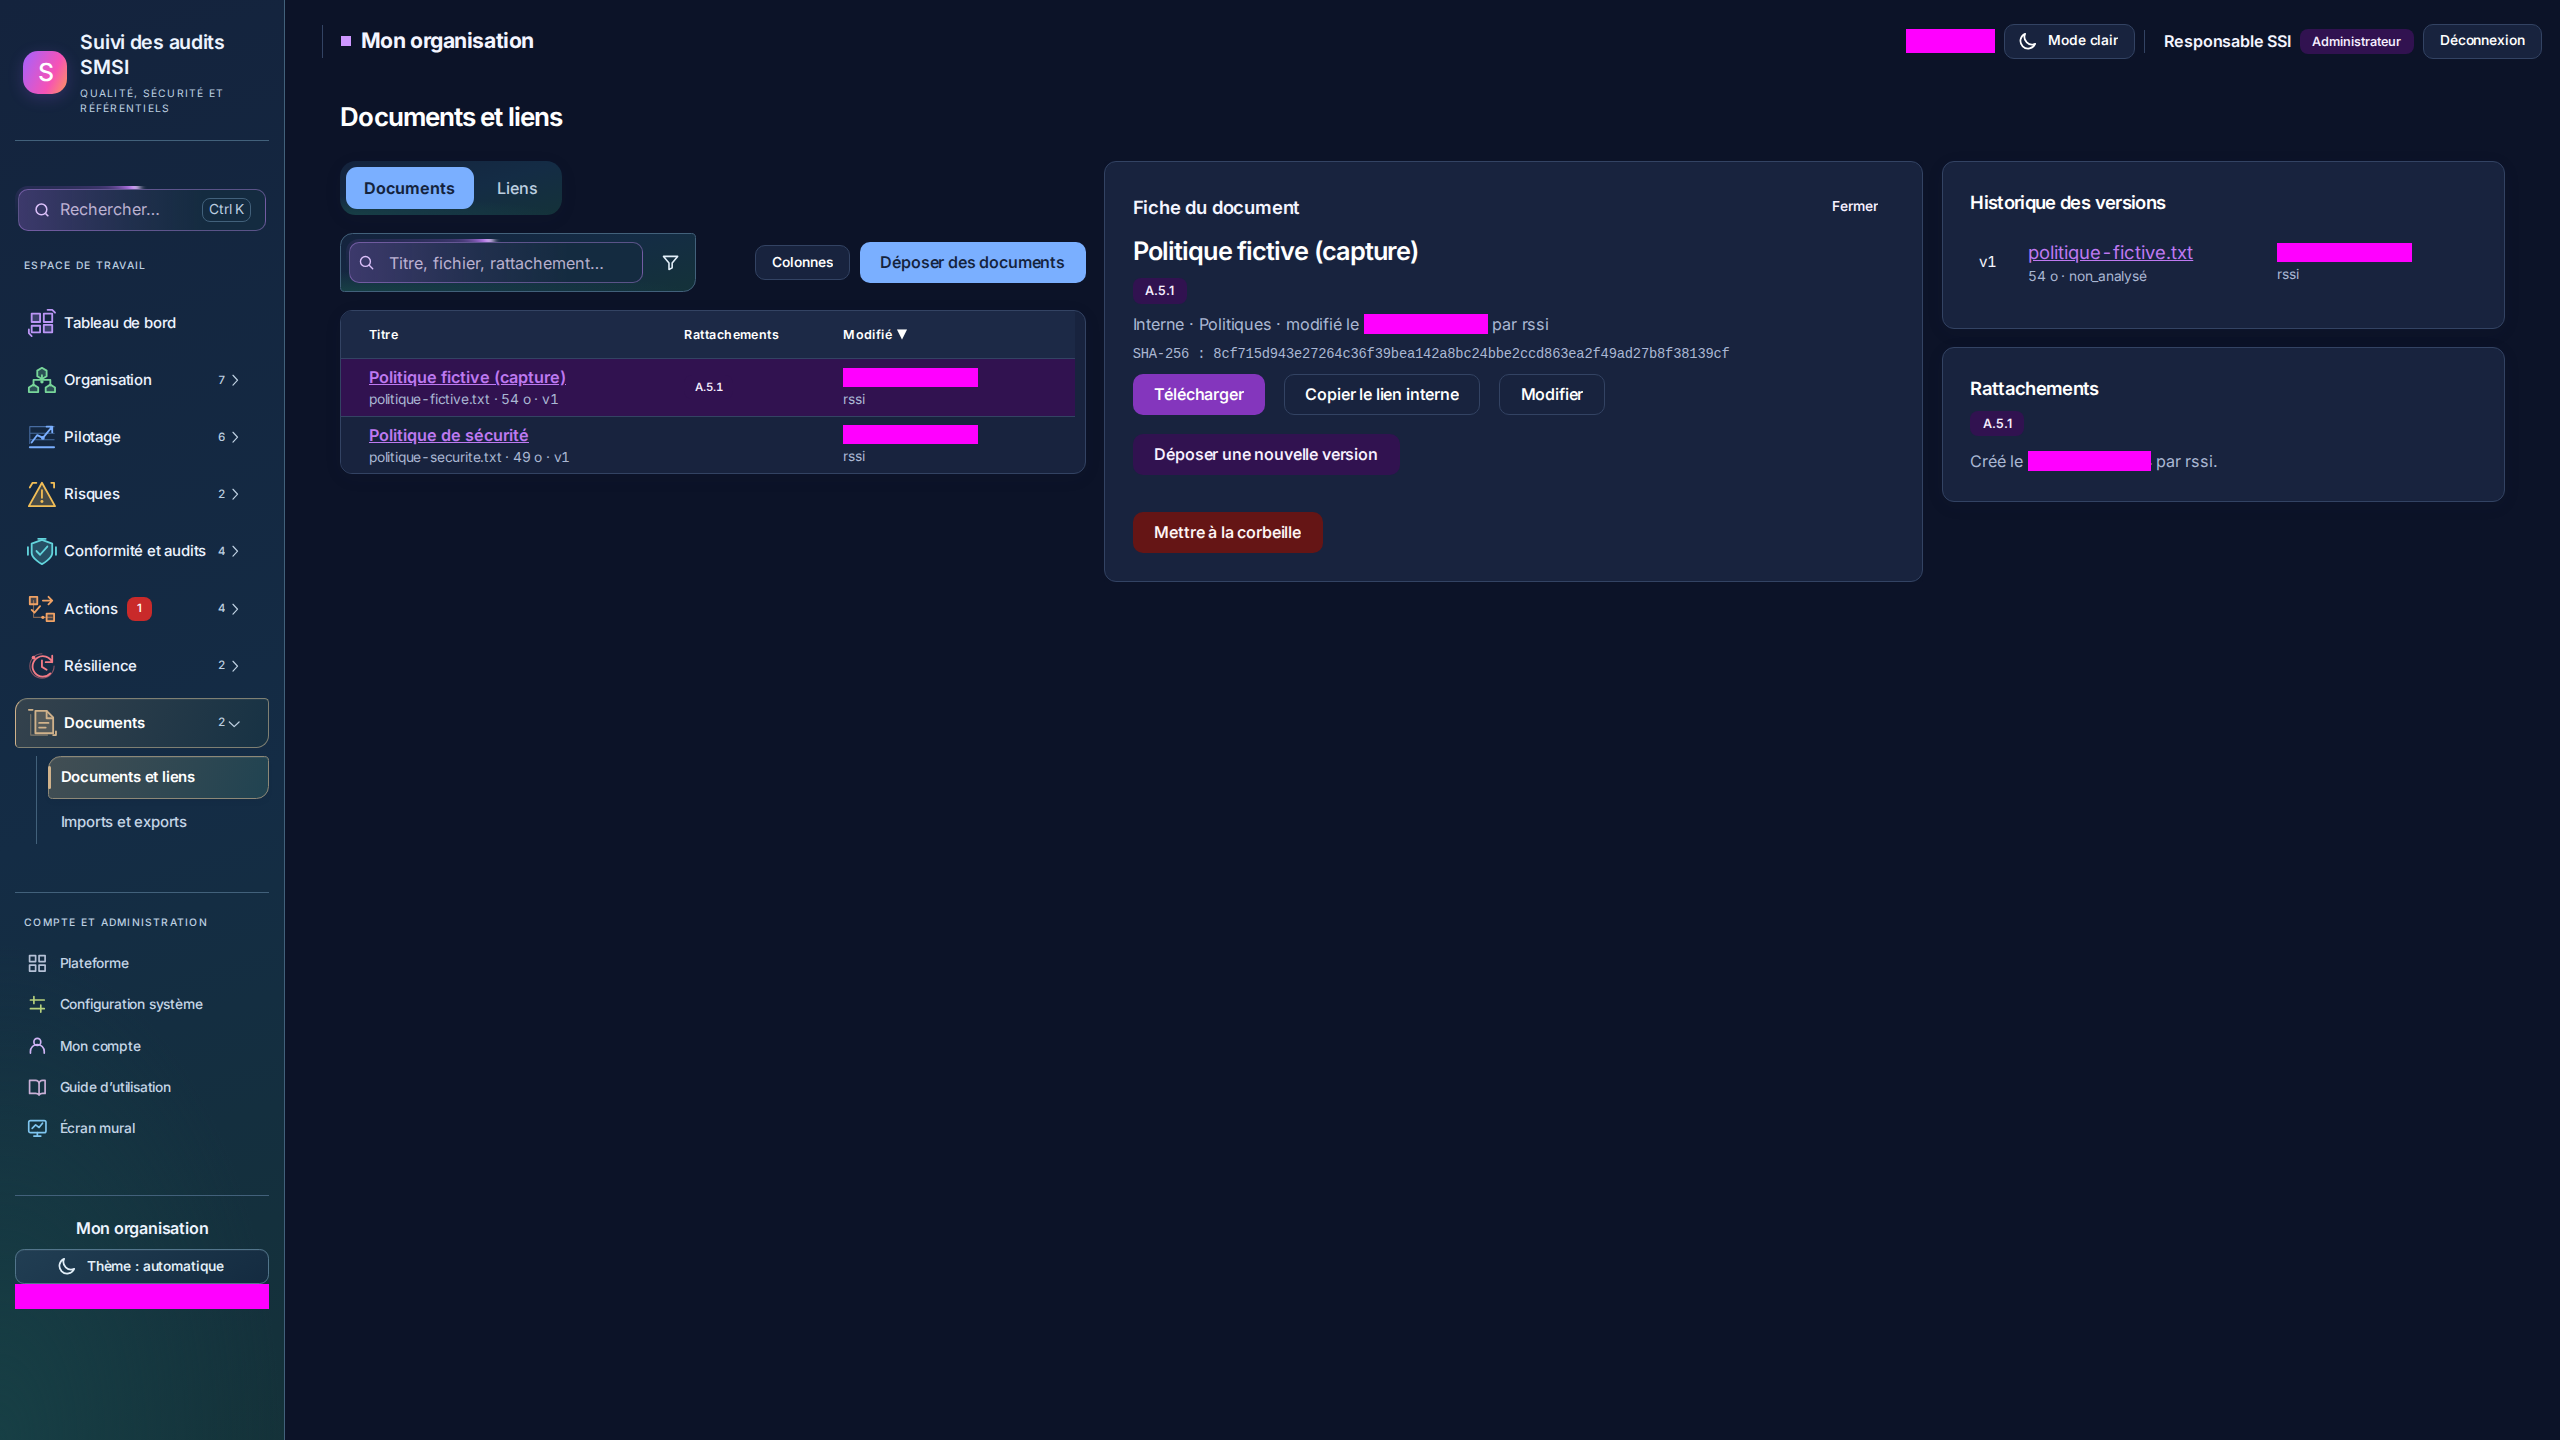 Suivi des audits
SMSI
QUALITÉ, SÉCURITÉ ET
RÉFÉRENTIELS
S
Rechercher...
Ctrl K
ESPACE DE TRAVAIL
Tableau de bord
Organisation 7
Pilotage 6
Risques 2
Conformité et audits 4
Actions 1 4
Résilience 2
Documents 2
Documents et liens
Imports et exports
COMPTE ET ADMINISTRATION
Plateforme
Configuration système
Mon compte
Guide d'utilisation
Écran mural
Mon organisation
Thème : automatique
Mon organisation
Mode clair
Responsable SSI
Administrateur
Déconnexion
Documents et liens
Documents
Liens
Titre, fichier, rattachement...
Colonnes
Déposer des documents
Titre Rattachements Modifié ▼
Politique fictive (capture)
politique-fictive.txt · 54 o · v1
A.5.1
rssi
Politique de sécurité
politique-securite.txt · 49 o · v1
rssi
Fiche du document
Fermer
Politique fictive (capture)
A.5.1
Interne · Politiques · modifié le par rssi
SHA-256 : 8cf715d943e27264c36f39bea142a8bc24bbe2ccd863ea2f49ad27b8f38139cf
Télécharger
Copier le lien interne
Modifier
Déposer une nouvelle version
Mettre à la corbeille
Historique des versions
v1
politique-fictive.txt
54 o · non_analysé
rssi
Rattachements
A.5.1
Créé le par rssi.